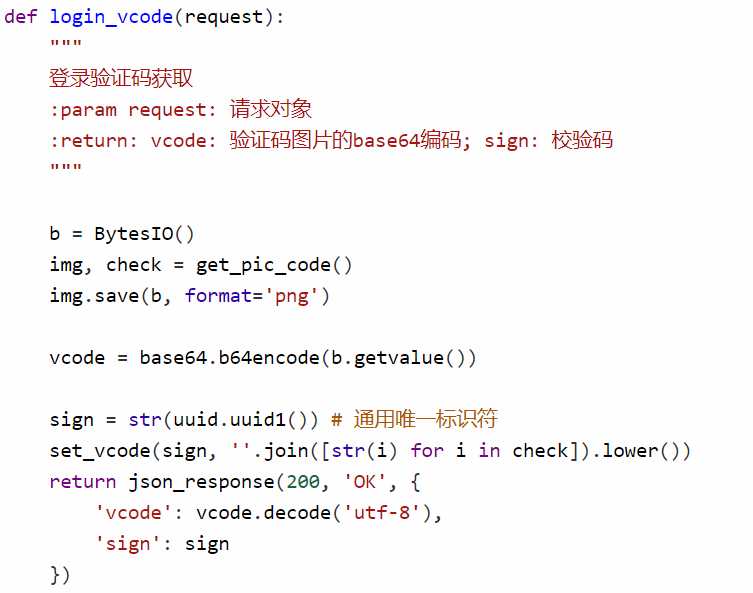 def login_vcode(request):
    """
    登录验证码获取
    :param request: 请求对象
    :return: vcode: 验证码图片的base64编码; sign: 校验码
    """

    b = BytesIO()
    img, check = get_pic_code()
    img.save(b, format='png')

    vcode = base64.b64encode(b.getvalue())

    sign = str(uuid.uuid1()) # 通用唯一标识符
    set_vcode(sign, ''.join([str(i) for i in check]).lower())
    return json_response(200, 'OK', {
        'vcode': vcode.decode('utf-8'),
        'sign': sign
    })